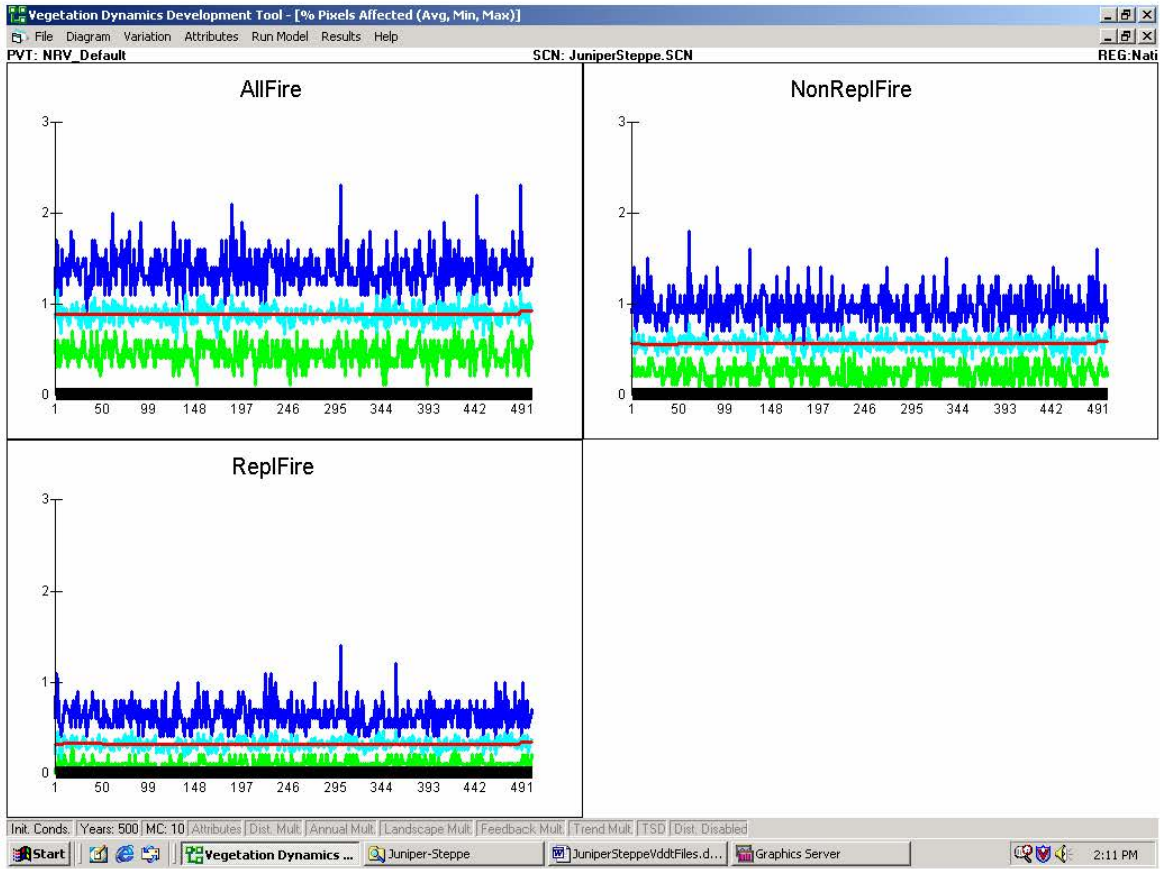 Vegetation Dynamics Development Tool - [% Pixels Affected (Avg, Min, Max)]
File Diagram Variation Attributes Run Model Results Help
PVT: NRV_Default SCN: JuniperSteppe.SCN REG:Nati
AllFire
3
2
1
0
1 50 99 148 197 246 295 344 393 442 491
NonReplFire
3
2
1
0
1 50 99 148 197 246 295 344 393 442 491
ReplFire
3
2
1
0
1 50 99 148 197 246 295 344 393 442 491
Init. Conds. Years: 500 MC: 10 Attributes Dist. Mult. Annual Mult. Landscape Mult. Feedback Mult. Trend Mult. TSD Dist. Disabled
Start Vegetation Dynamics ... Juniper-Steppe JuniperSteppeVddtFiles.d... Graphics Server 2:11 PM